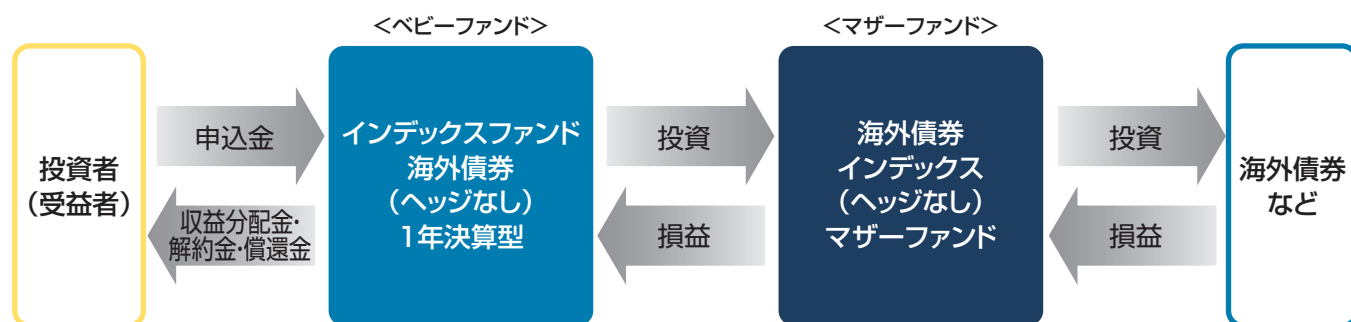 <ベビーファンド>
<マザーファンド>
投資者
(受益者)
申込金
収益分配金・
解約金・償還金
インデックスファンド
海外債券
(ヘッジなし)
1年決算型
投資
損益
海外債券
インデックス
(ヘッジなし)
マザーファンド
投資
損益
海外債券
など